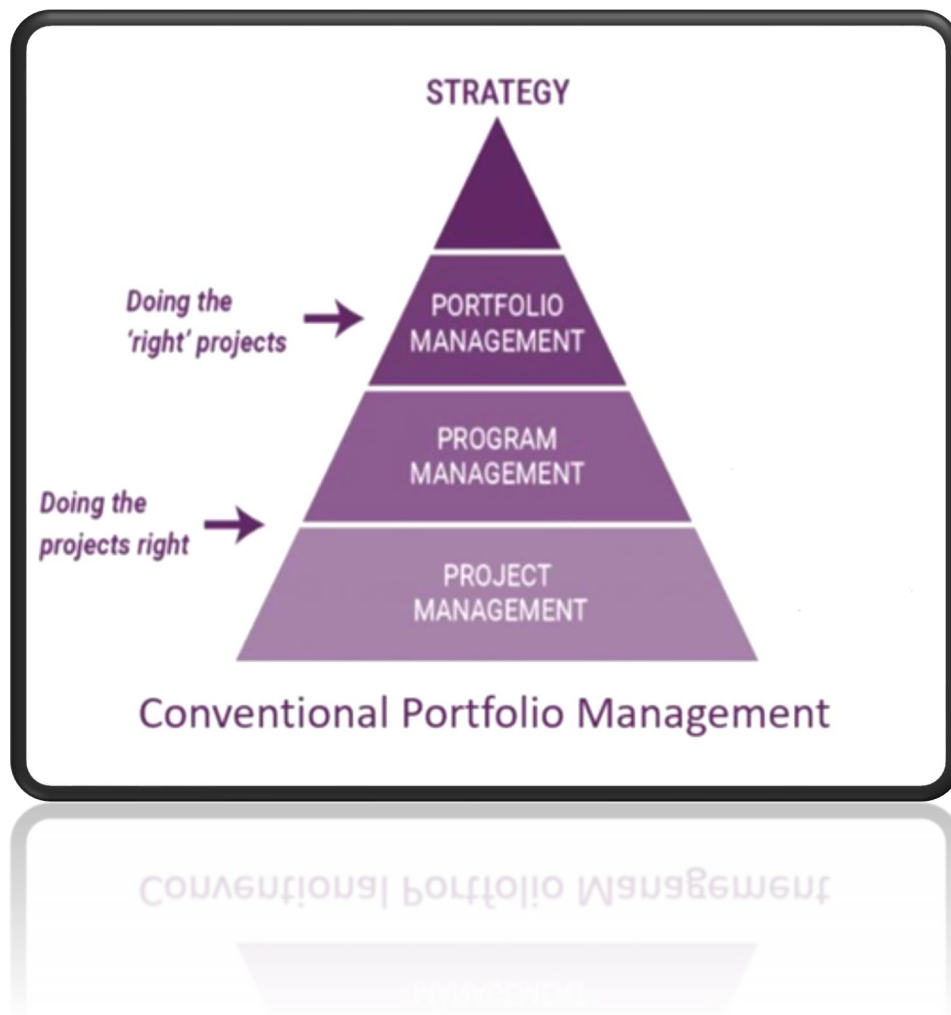 STRATEGY
Doing the
'right' projects
PORTFOLIO
MANAGEMENT
PROGRAM
MANAGEMENT
Doing the
projects right
PROJECT
MANAGEMENT
Conventional Portfolio Management